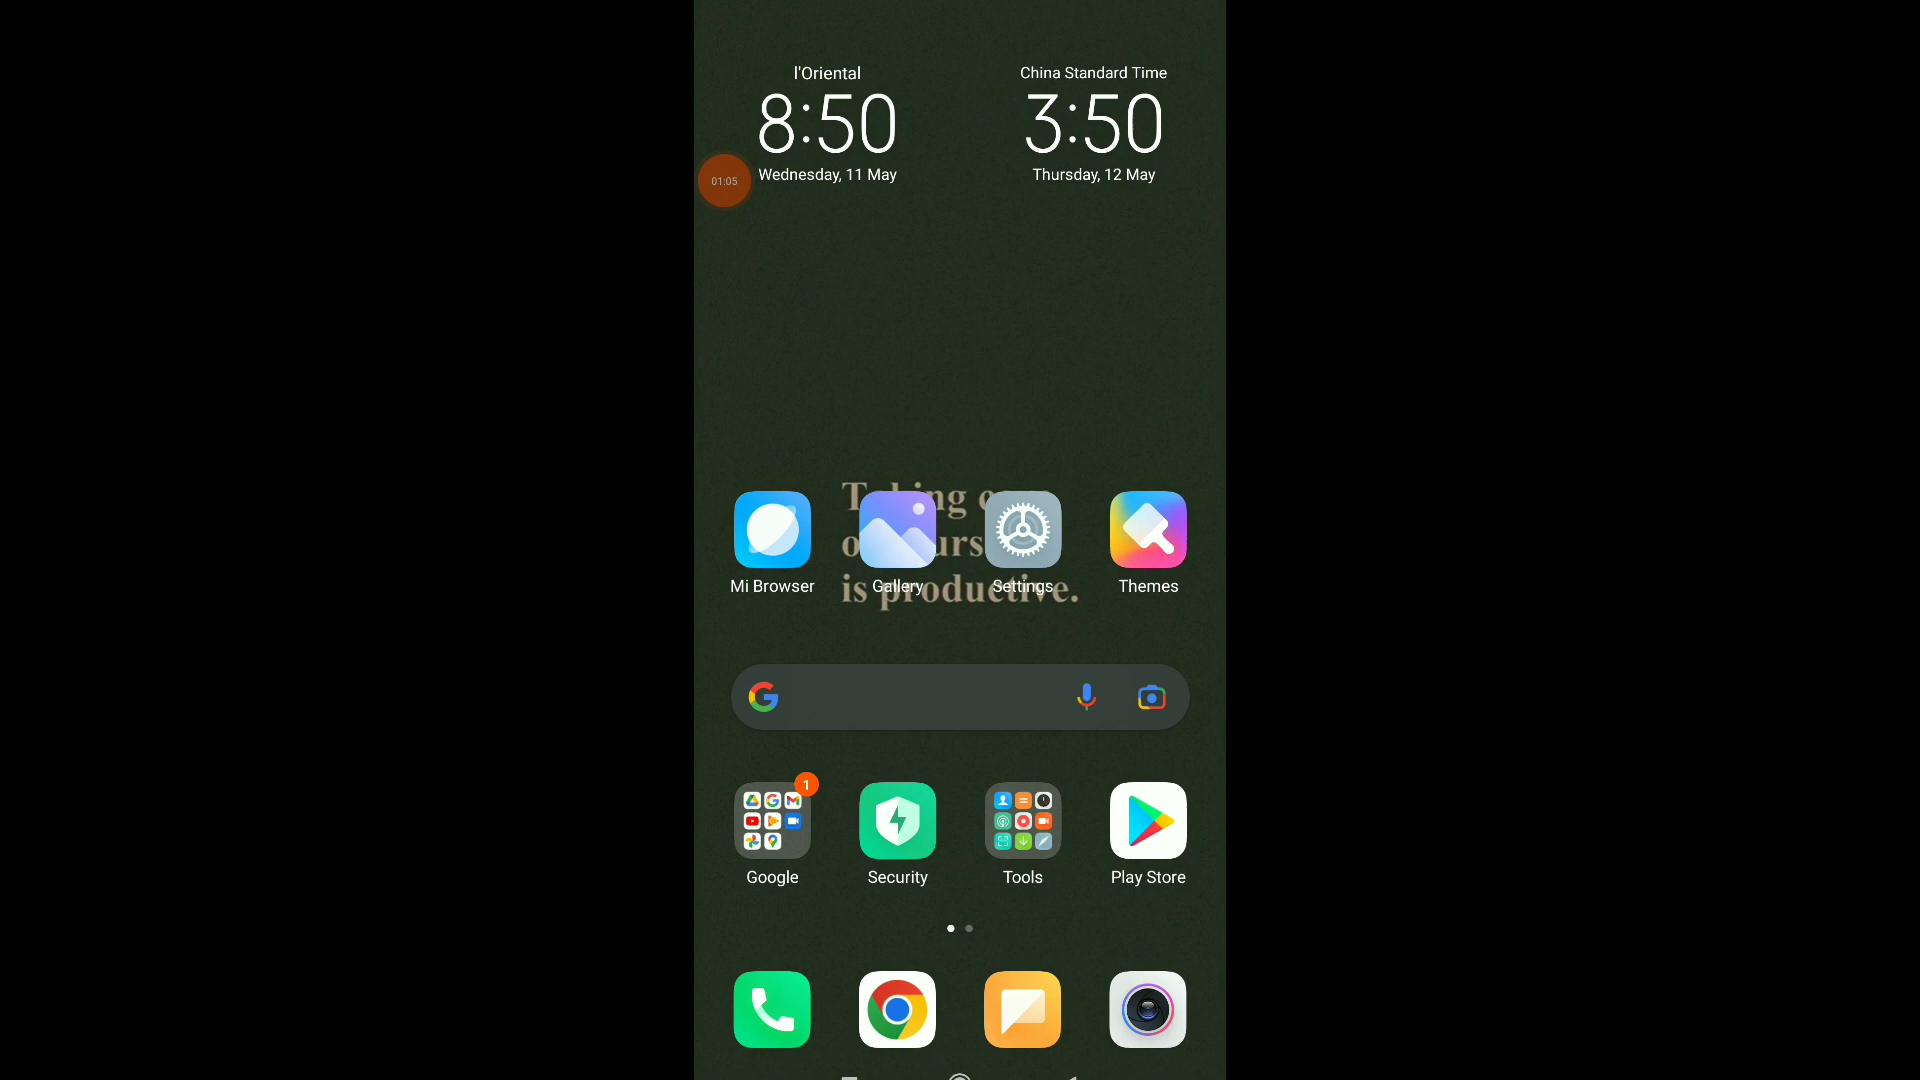 l'Oriental
8:50
Wednesday, 11 May
China Standard Time
3:50
Thursday, 12 May
01:05
is productive.
Mi Browser
Gallery
Settings
Themes
1
Google
Security
Tools
Play Store